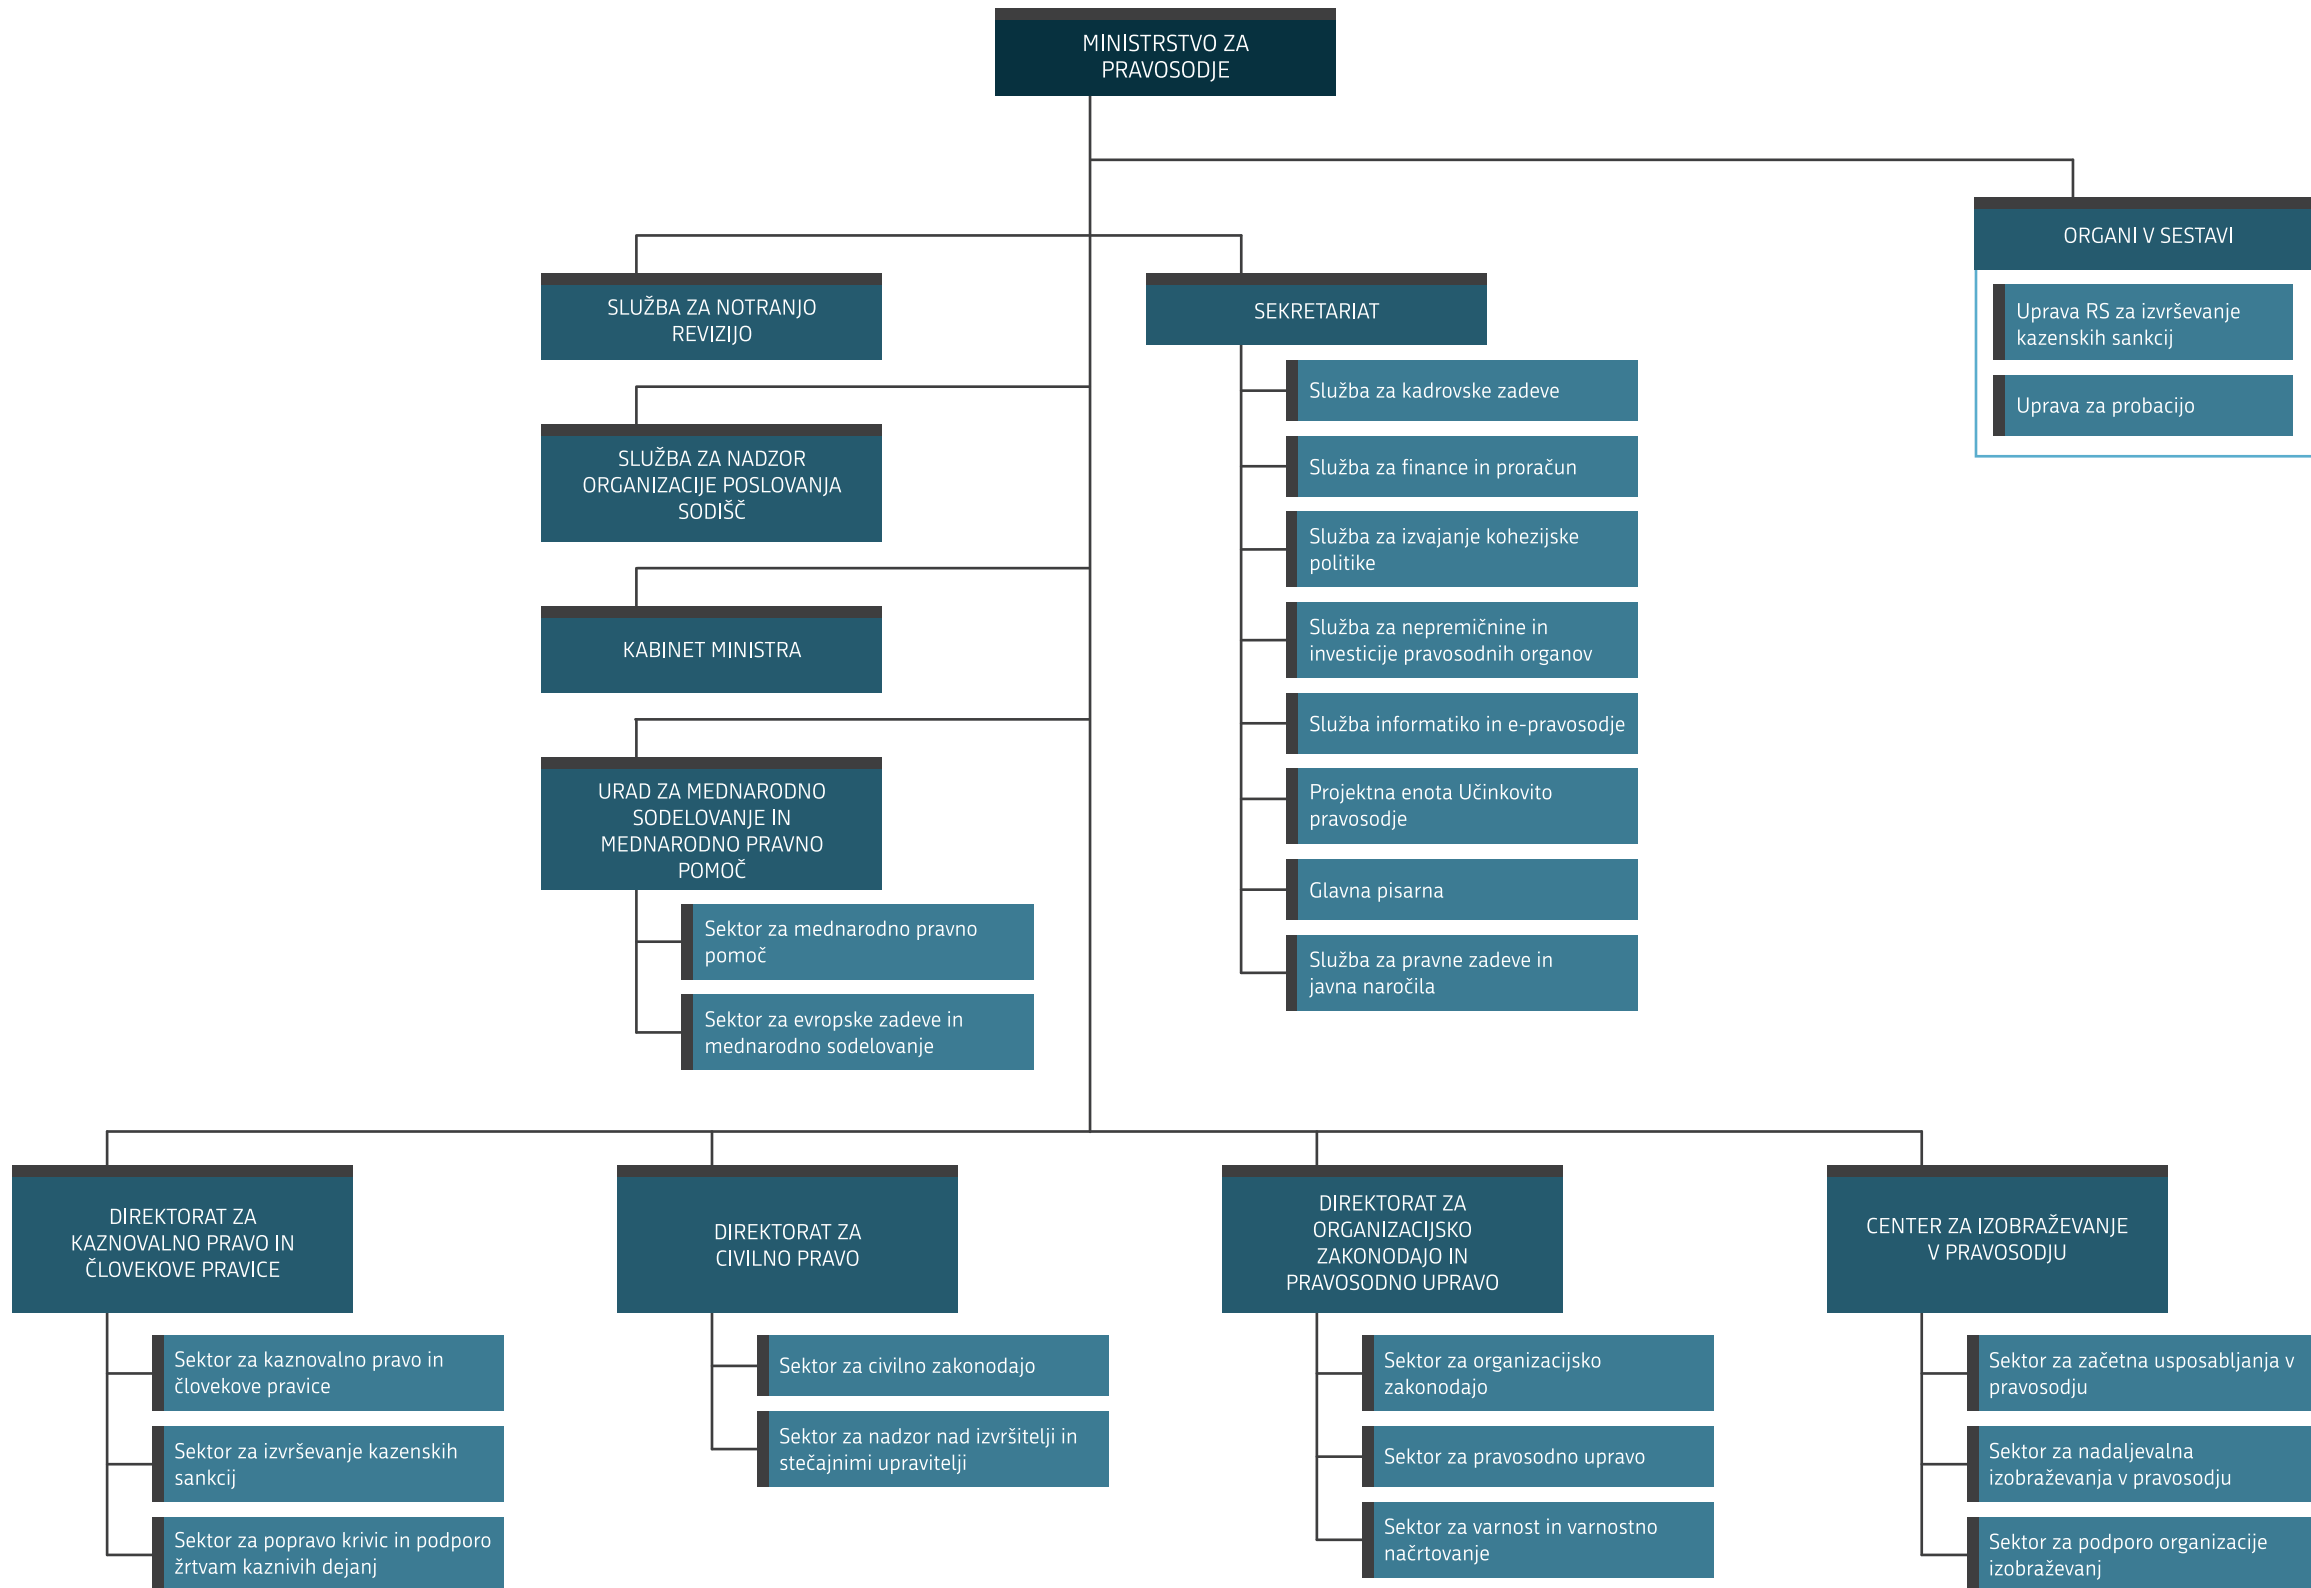 MINISTRSTVO ZA
PRAVOSODJE
ORGANI V SESTAVI
Uprava RS za izvrševanje
kazenskih sankcij
Uprava za probacijo
SLUŽBA ZA NOTRANJO
REVIZIJO
SLUŽBA ZA NADZOR
ORGANIZACIJE POSLOVANJA
SODIŠČ
KABINET MINISTRA
URAD ZA MEDNARODNO
SODELOVANJE IN
MEDNARODNO PRAVNO
POMOČ
Sektor za mednarodno pravno
pomoč
Sektor za evropske zadeve in
mednarodno sodelovanje
SEKRETARIAT
Služba za kadrovske zadeve
Služba za finance in proračun
Služba za izvajanje kohezijske
politike
Služba za nepremičnine in
investicije pravosodnih organov
Služba informatiko in e-pravosodje
Projektna enota Učinkovito
pravosodje
Glavna pisarna
Služba za pravne zadeve in
javna naročila
DIREKTORAT ZA
KAZNOVALNO PRAVO IN
ČLOVEKOVE PRAVICE
Sektor za kaznovalno pravo in
človekove pravice
Sektor za izvrševanje kazenskih
sankcij
Sektor za popravo krivic in podporo
žrtvam kaznivih dejanj
DIREKTORAT ZA
CIVILNO PRAVO
Sektor za civilno zakonodajo
Sektor za nadzor nad izvršitelji in
stečajnimi upravitelji
DIREKTORAT ZA
ORGANIZACIJSKO
ZAKONODAJO IN
PRAVOSODNO UPRAVO
Sektor za organizacijsko
zakonodajo
Sektor za pravosodno upravo
Sektor za varnost in varnostno
načrtovanje
CENTER ZA IZOBRAŽEVANJE
V PRAVOSODJU
Sektor za začetna usposabljanja v
pravosodju
Sektor za nadaljevalna
izobraževanja v pravosodju
Sektor za podporo organizacije
izobraževanj